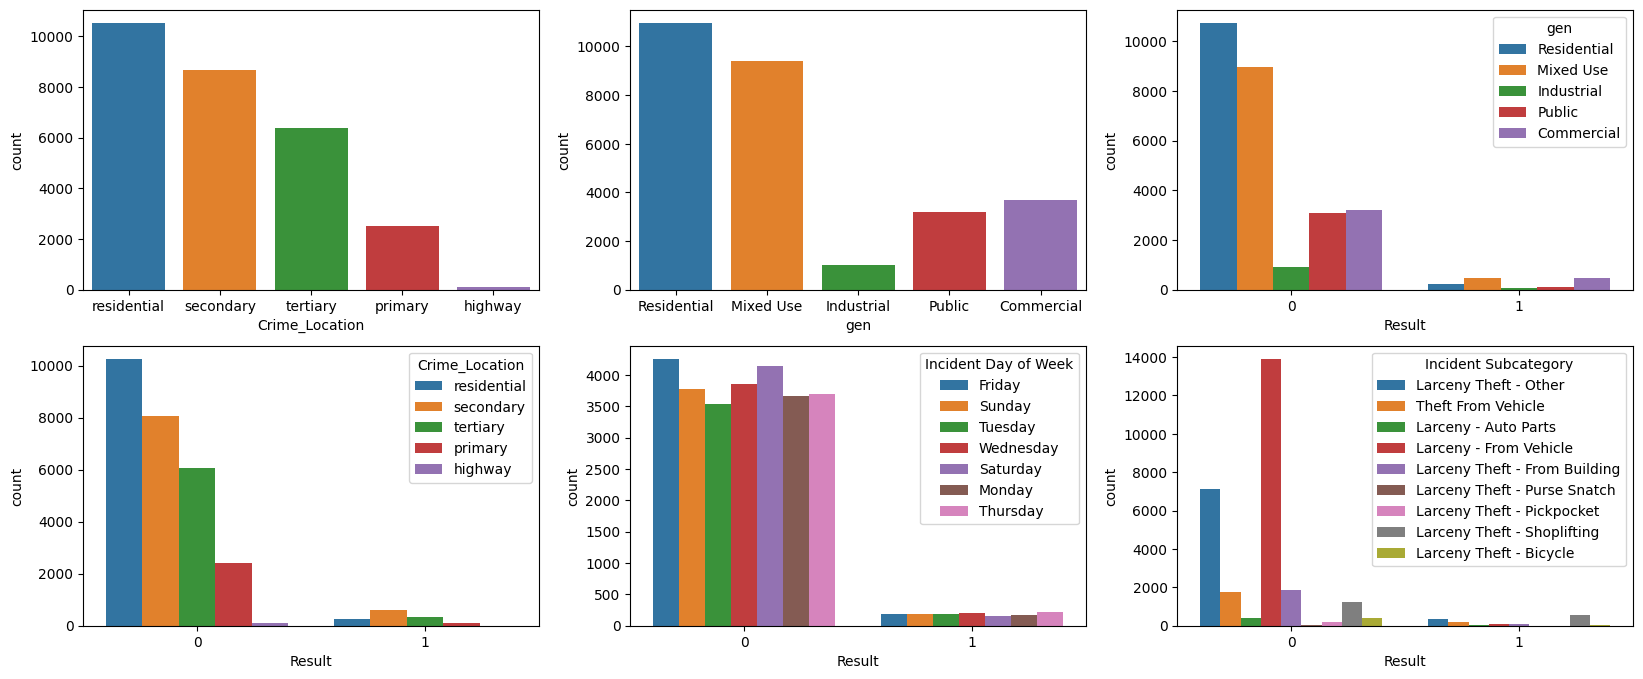 10000
8000
6000
4000
2000
0
count
residential secondary tertiary primary highway
Crime_Location
10000
8000
6000
4000
2000
0
count
Residential Mixed Use Industrial Public Commercial
gen
10000
8000
6000
4000
2000
0
count
gen
Residential
Mixed Use
Industrial
Public
Commercial
0 1
Result
10000
8000
6000
4000
2000
0
count
Crime_Location
residential
secondary
tertiary
primary
highway
0 1
Result
4000
3500
3000
2500
2000
1500
1000
500
0
count
Incident Day of Week
Friday
Sunday
Tuesday
Wednesday
Saturday
Monday
Thursday
0 1
Result
14000
12000
10000
8000
6000
4000
2000
0
count
Incident Subcategory
Larceny Theft - Other
Theft From Vehicle
Larceny - Auto Parts
Larceny - From Vehicle
Larceny Theft - From Building
Larceny Theft - Purse Snatch
Larceny Theft - Pickpocket
Larceny Theft - Shoplifting
Larceny Theft - Bicycle
0 1
Result